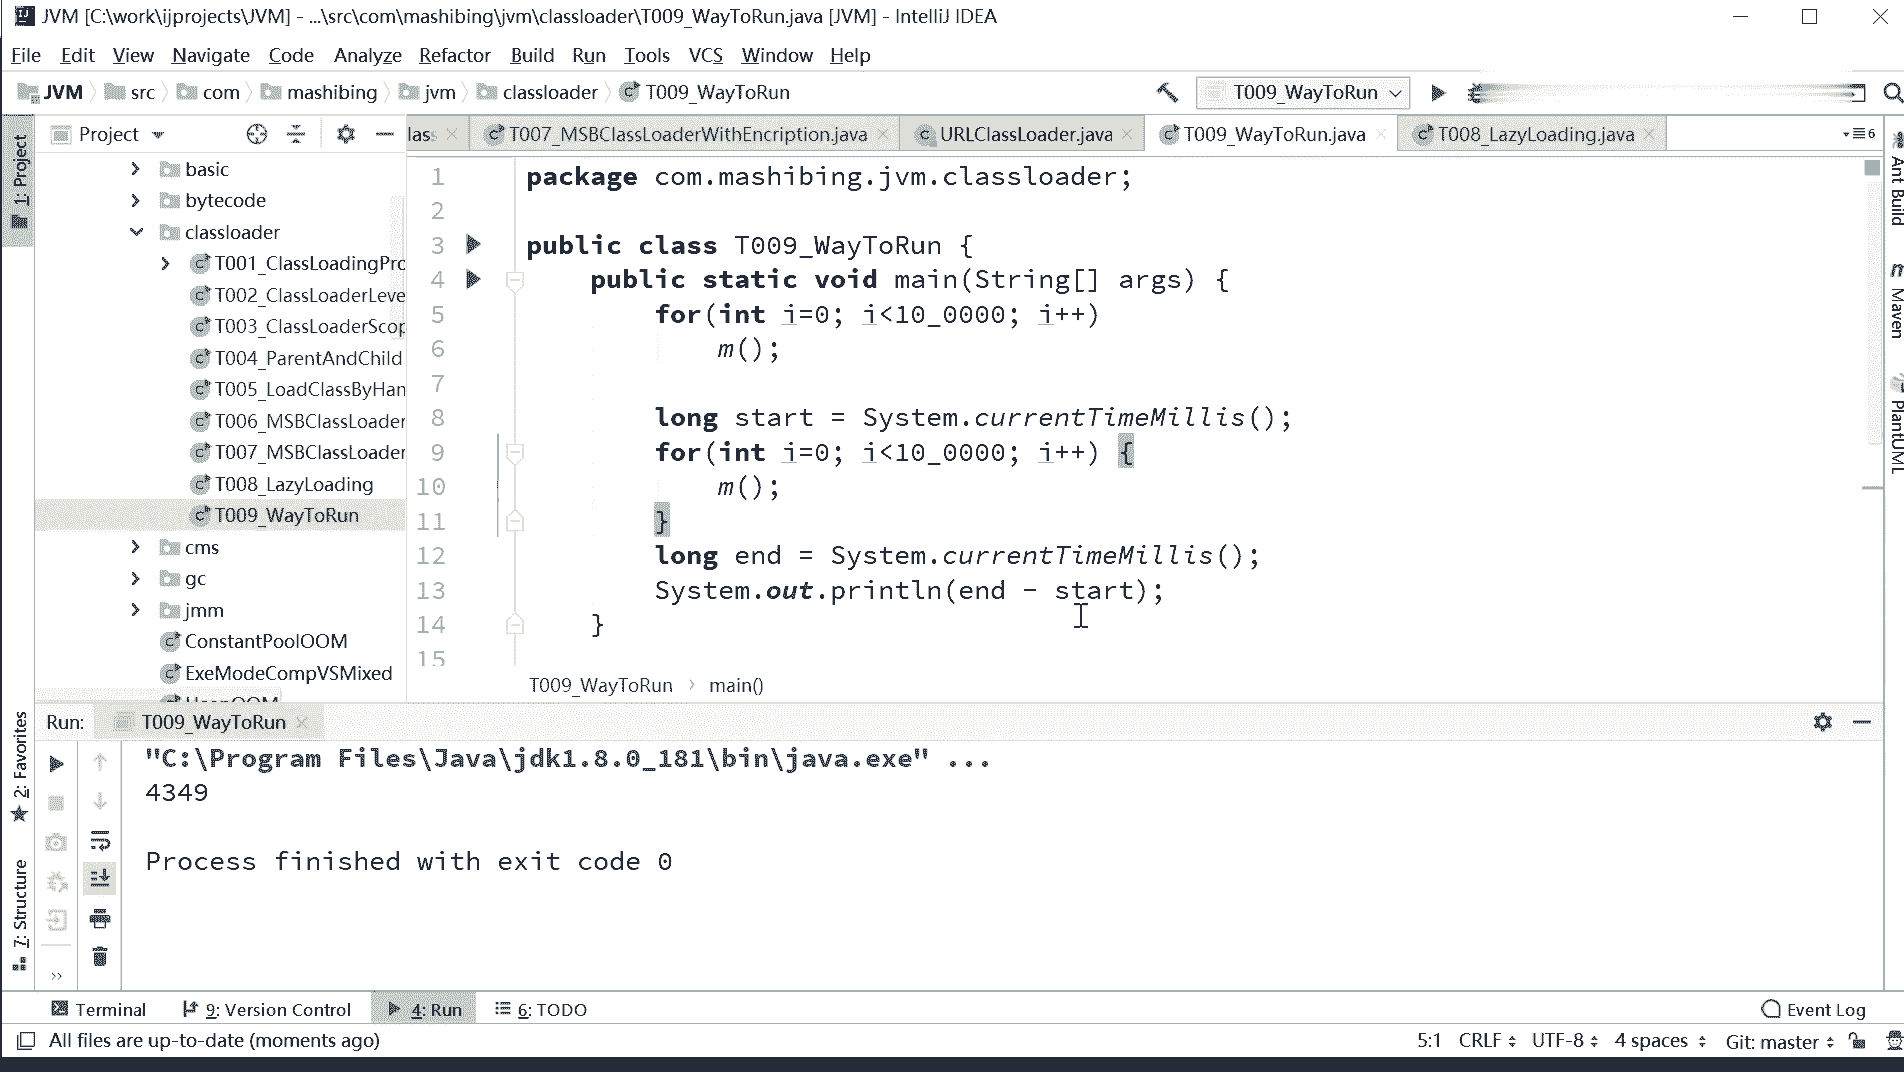 JVM [C:\work\ijprojects\JVM] - ...\src\com\mashibing\jvm\classloader\T009_WayToRun.java [JVM] - IntelliJ IDEA
File Edit View Navigate Code Analyze Refactor Build Run Tools VCS Window Help
JVM src com mashibing jvm classloader T009_WayToRun
T009_WayToRun
1: Project
Project
lass T007_MSBClassLoaderWithEncription.java URLClassLoader.java T009_WayToRun.java T008_LazyLoading.java 6
basic
bytecode
classloader
T001_ClassLoadingPro
T002_ClassLoaderLeve
T003_ClassLoaderScop
T004_ParentAndChild
T005_LoadClassByHan
T006_MSBClassLoader
T007_MSBClassLoader
T008_LazyLoading
T009_WayToRun
cms
gc
jmm
ConstantPoolOOM
ExeModeCompVSMixed
1 package com.mashibing.jvm.classloader;
2
3 public class T009_WayToRun {
4 public static void main(String[] args) {
5 for(int i=0; i<10_0000; i++)
6 m();
7
8 long start = System.currentTimeMillis();
9 for(int i=0; i<10_0000; i++) {
10 m();
11 }
12 long end = System.currentTimeMillis();
13 System.out.println(end - start);
14 }
15
T009_WayToRun main()
Ant Build
Maven
PlantUML
2: Favorites
7: Structure
Run: T009_WayToRun
"C:\Program Files\Java\jdk1.8.0_181\bin\java.exe" ...
4349
Process finished with exit code 0
Terminal 9: Version Control 4: Run 6: TODO Event Log
All files are up-to-date (moments ago) 5:1 CRLF UTF-8 4 spaces Git: master